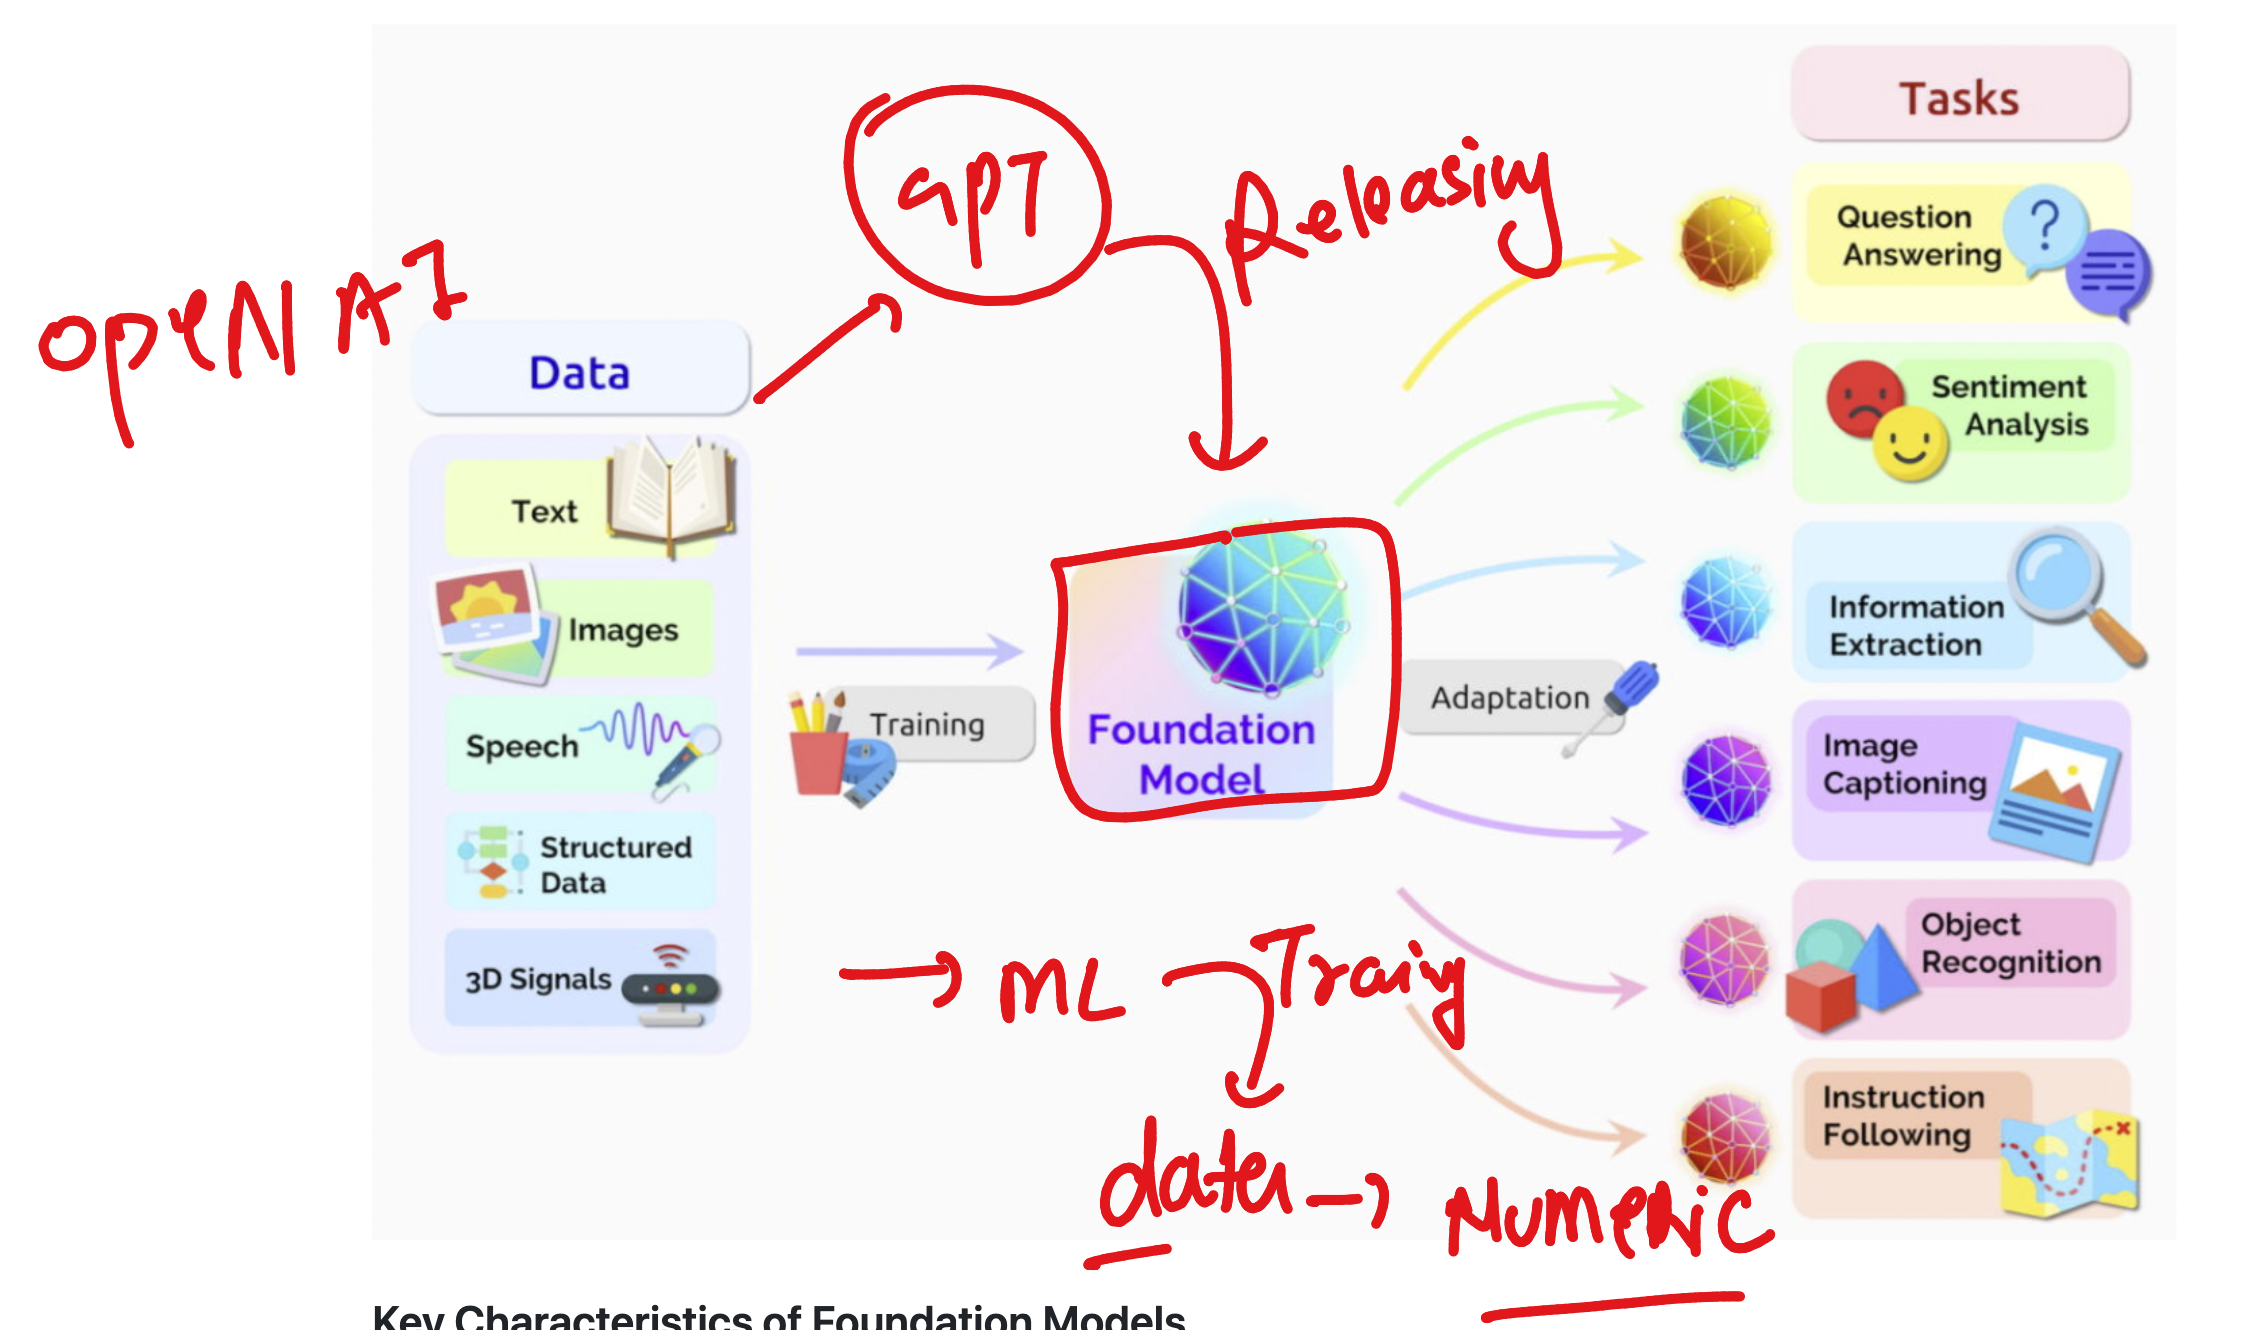 Tasks
GPT
Releasing
Question
Answering
OpenAI
Data
Sentiment
Analysis
Text
Images
Information
Extraction
Speech
Training
Foundation
Model
Adaptation
Image
Captioning
Structured
Data
3D Signals
→ ML
Object
Recognition
data → Numeric
Instruction
Following
Key Characteristics of Foundation Models